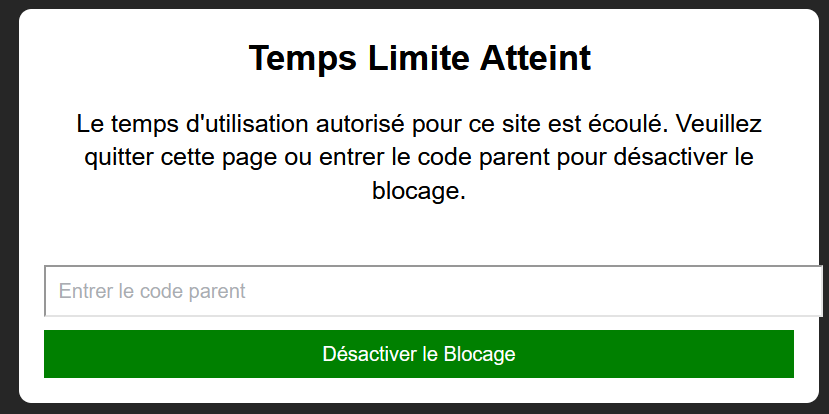 Temps Limite Atteint
Le temps d'utilisation autorisé pour ce site est écoulé. Veuillez
quitter cette page ou entrer le code parent pour désactiver le
blocage.
Entrer le code parent
Désactiver le Blocage